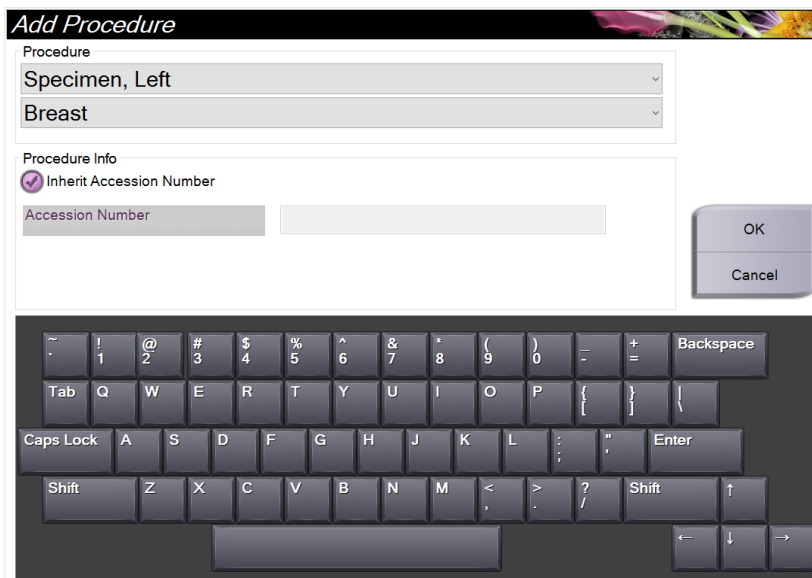 Add Procedure
Procedure
Specimen, Left
Breast
Procedure Info
Inherit Accession Number
Accession Number
OK
Cancel
~ ! @ # $ % ^ & * ( ) _ + Backspace
` 1 2 3 4 5 6 7 8 9 0 - =
Tab Q W E R T Y U I O P { } |
[ ] \
Caps Lock A S D F G H J K L : " Enter
; '
Shift Z X C V B N M < > ? Shift ↑
, . /
← ↓ →